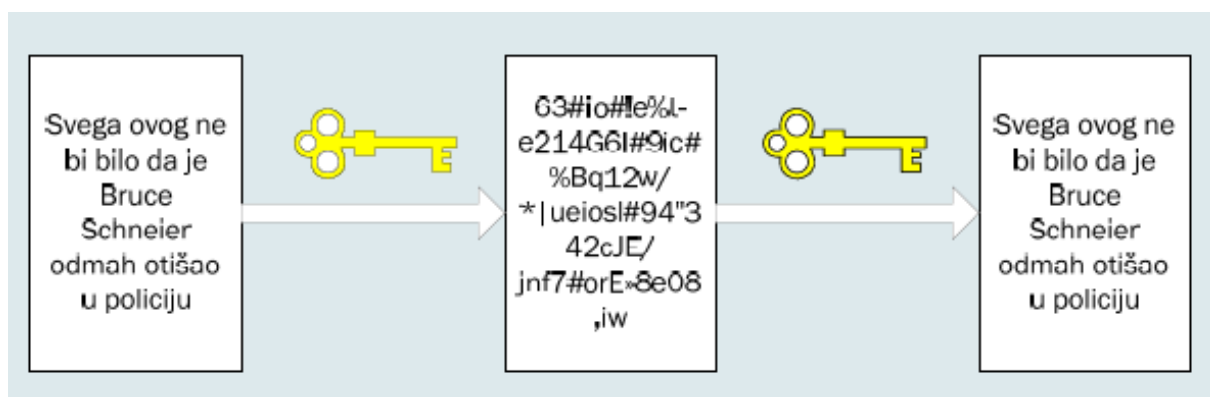 Svega ovog ne
bi bilo da je
Bruce
Schneier
odmah otišao
u policiju
63#io#!e%l-
e214G6l#9ic#
%Bq12w/
*|ueiosl#94"3
42cJE/
jnf7#orE»8e08
,iw
Svega ovog ne
bi bilo da je
Bruce
Schneier
odmah otišao
u policiju